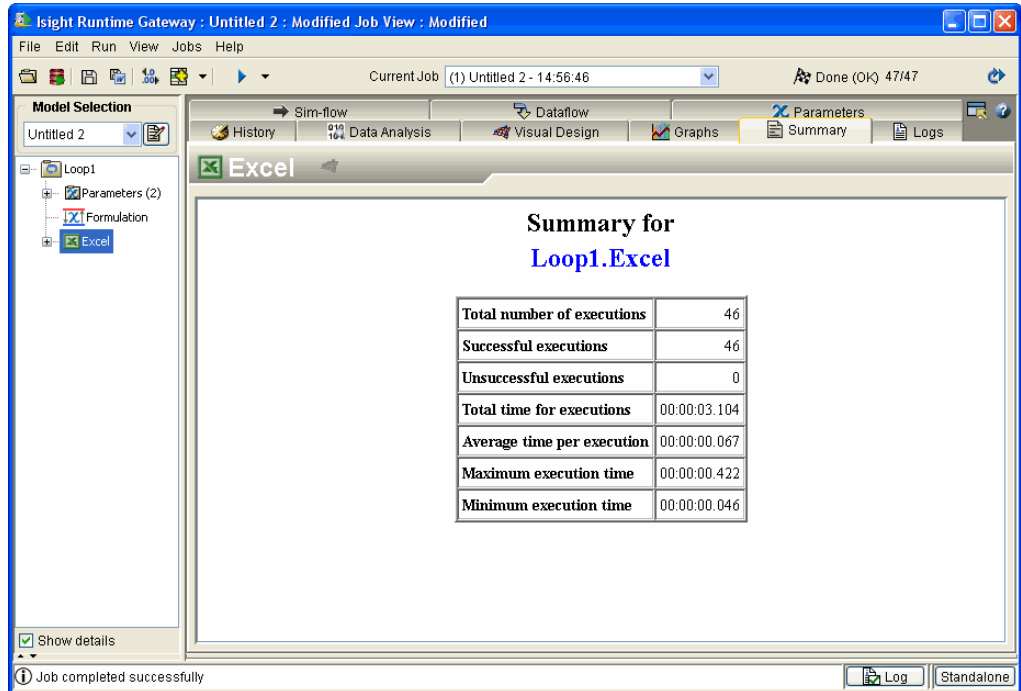 Isight Runtime Gateway : Untitled 2 : Modified Job View : Modified
File Edit Run View Jobs Help
Current Job (1) Untitled 2 - 14:56:46 Done (OK) 47/47
Model Selection
Untitled 2
Loop1
Parameters (2)
Formulation
Excel
Show details
Sim-flow Dataflow Parameters
History Data Analysis Visual Design Graphs Summary Logs
Excel
Summary for
Loop1.Excel
Total number of executions 46
Successful executions 46
Unsuccessful executions 0
Total time for executions 00:00:03.104
Average time per execution 00:00:00.067
Maximum execution time 00:00:00.422
Minimum execution time 00:00:00.046
Job completed successfully Log Standalone